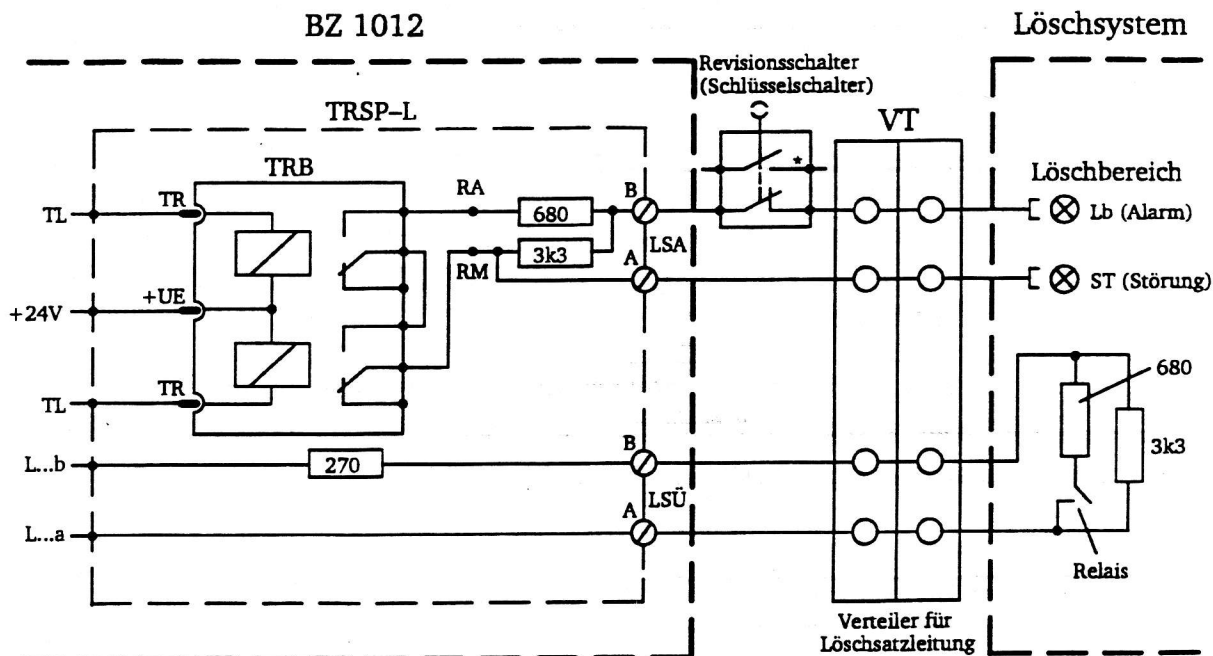 BZ 1012
Löschsystem
Revisionsschalter
(Schlüsselschalter)
TRSP–L
VT
TRB
*
Löschbereich
TL
TR
RA
680
B
Lb (Alarm)
LSA
3k3
RM
A
ST (Störung)
+24V
+UE
TL
TR
680
3k3
L...b
270
B
LSÜ
L...a
A
Relais
Verteiler für
Löschsatzleitung